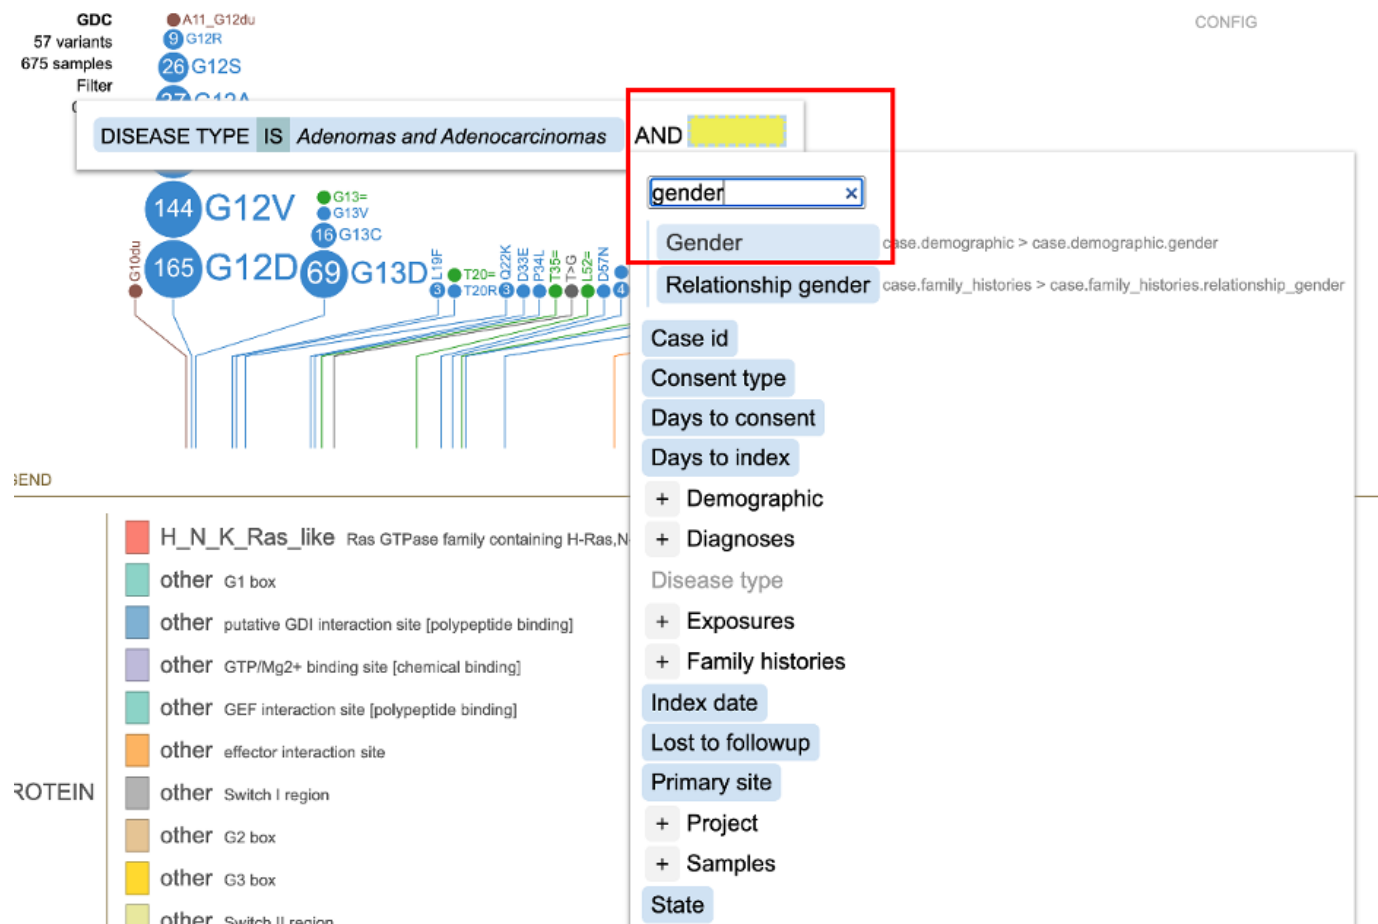 GDC
57 variants
675 samples
Filter
CONFIG
A11_G12du
9 G12R
26 G12S
37 G12A
DISEASE TYPE IS Adenomas and Adenocarcinomas AND
gender ×
Gender case.demographic > case.demographic.gender
Relationship gender case.family_histories > case.family_histories.relationship_gender
144 G12V
G13=
G13V
16 G13C
G10du
165 G12D
69 G13D
L19F
3
T20=
T20R
Q22K
3
D33E
P34L
T35=
T>G
L52=
D57N
4
Case id
Consent type
Days to consent
Days to index
+ Demographic
+ Diagnoses
Disease type
+ Exposures
+ Family histories
Index date
Lost to followup
Primary site
+ Project
+ Samples
State
GEND
H_N_K_Ras_like Ras GTPase family containing H-Ras,N
other G1 box
other putative GDI interaction site [polypeptide binding]
other GTP/Mg2+ binding site [chemical binding]
other GEF interaction site [polypeptide binding]
other effector interaction site
ROTEIN
other Switch I region
other G2 box
other G3 box
other Switch II region